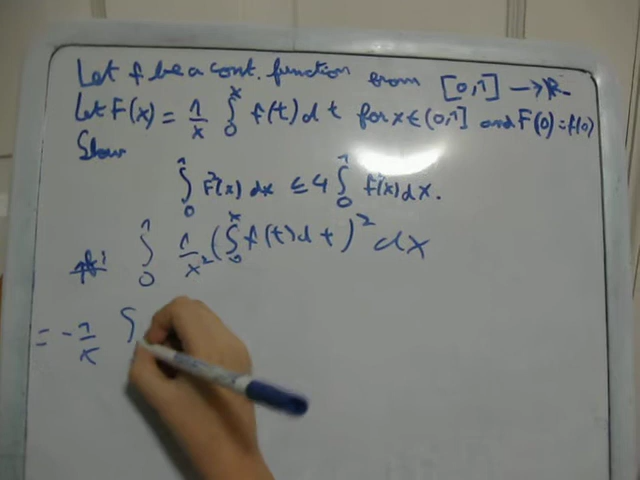 Let f be a cont. function from [0,1] → R
Let F(x) = 1/x ∫₀ˣ f(t)dt for x ∈ (0,1] and F(0) = f(0)
Show
∫₀¹ F²(x) dx ≤ 4 ∫₀¹ f²(x)dx.
∫₀¹ 1/x² (∫₀ˣ f(t)dt)² dx
= - 1/x ∫